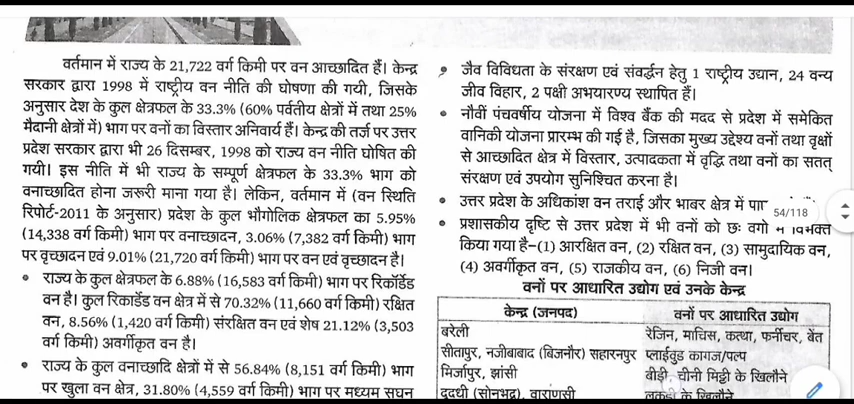 वर्तमान में राज्य के 21,722 वर्ग किमी पर वन आच्छादित हैं। केन्द्र
सरकार द्वारा 1998 में राष्ट्रीय वन नीति की घोषणा की गयी, जिसके
अनुसार देश के कुल क्षेत्रफल के 33.3% (60% पर्वतीय क्षेत्रों में तथा 25%
मैदानी क्षेत्रों में) भाग पर वनों का विस्तार अनिवार्य हैं। केन्द्र की तर्ज पर उत्तर
प्रदेश सरकार द्वारा भी 26 दिसम्बर, 1998 को राज्य वन नीति घोषित की
गयी। इस नीति में भी राज्य के सम्पूर्ण क्षेत्रफल के 33.3% भाग को
वनाच्छादित होना जरूरी माना गया है। लेकिन, वर्तमान में (वन स्थिति
रिपोर्ट-2011 के अनुसार) प्रदेश के कुल भौगोलिक क्षेत्रफल का 5.95%
(14,338 वर्ग किमी) भाग पर वनाच्छादन, 3.06% (7,382 वर्ग किमी) भाग
पर वृच्छादन एवं 9.01% (21,720 वर्ग किमी) भाग पर वन एवं वृच्छादन है।
• राज्य के कुल क्षेत्रफल के 6.88% (16,583 वर्ग किमी) भाग पर रिकॉर्डेड
वन है। कुल रिकार्डेड वन क्षेत्र में से 70.32% (11,660 वर्ग किमी) रक्षित
वन, 8.56% (1,420 वर्ग किमी) संरक्षित वन एवं शेष 21.12% (3,503
वर्ग किमी) अवर्गीकृत वन है।
• राज्य के कुल वनाच्छादि क्षेत्रों में से 56.84% (8,151 वर्ग किमी) भाग
पर खुला वन क्षेत्र, 31.80% (4,559 वर्ग किमी) भाग पर मध्यम सघन
• जैव विविधता के संरक्षण एवं संवर्द्धन हेतु 1 राष्ट्रीय उद्यान, 24 वन्य
जीव विहार, 2 पक्षी अभयारण्य स्थापित हैं।
• नौवीं पंचवर्षीय योजना में विश्व बैंक की मदद से प्रदेश में समेकित
वानिकी योजना प्रारम्भ की गई है, जिसका मुख्य उद्देश्य वनों तथा वृक्षों
से आच्छादित क्षेत्र में विस्तार, उत्पादकता में वृद्धि तथा वनों का सतत्
संरक्षण एवं उपयोग सुनिश्चित करना है।
• उत्तर प्रदेश के अधिकांश वन तराई और भाबर क्षेत्र में
54/118
• प्रशासकीय दृष्टि से उत्तर प्रदेश में भी वनों को छः वर्गो में विभक्त
किया गया है–(1) आरक्षित वन, (2) रक्षित वन, (3) सामुदायिक वन,
(4) अवर्गीकृत वन, (5) राजकीय वन, (6) निजी वन।
वनों पर आधारित उद्योग एवं उनके केन्द्र
केन्द्र (जनपद) वनों पर आधारित उद्योग
बरेली रेजिन, माचिस, कत्था, फर्नीचर, बेंत
सीतापुर, नजीबाबाद (बिजनौर) सहारनपुर प्लाईवुड कागज/पल्प
मिर्जापुर, झांसी बीड़ी, चीनी मिट्टी के खिलौने
दुदधी (सोनभद्र), वाराणसी लकड़ी के खिलौने